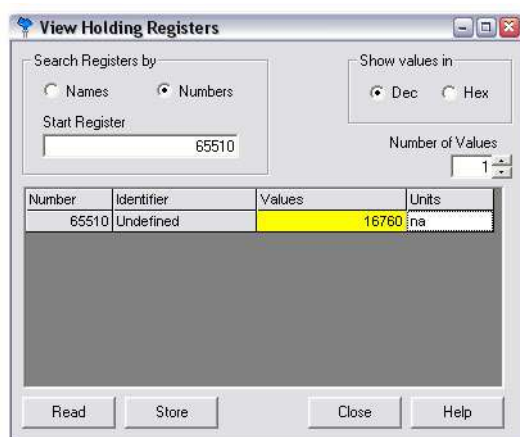 View Holding Registers
Search Registers by
Names Numbers
Start Register
65510
Show values in
Dec Hex
Number of Values
1
Number Identifier Values Units
65510 Undefined 16760 na
Read Store Close Help